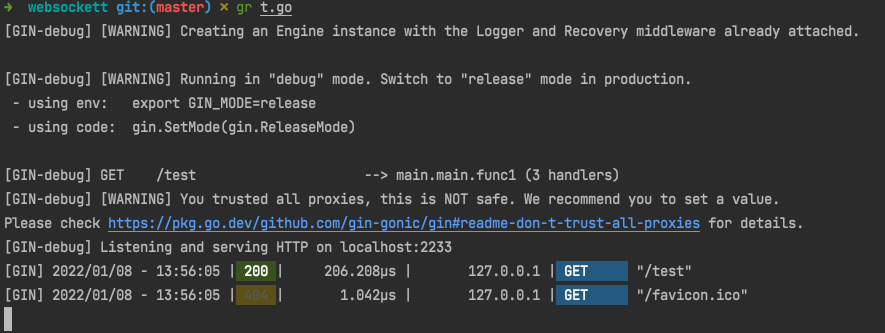 ➜  websockett git:(master) ✗ gr t.go
[GIN-debug] [WARNING] Creating an Engine instance with the Logger and Recovery middleware already attached.

[GIN-debug] [WARNING] Running in "debug" mode. Switch to "release" mode in production.
 - using env:   export GIN_MODE=release
 - using code:  gin.SetMode(gin.ReleaseMode)

[GIN-debug] GET    /test                     --> main.main.func1 (3 handlers)
[GIN-debug] [WARNING] You trusted all proxies, this is NOT safe. We recommend you to set a value.
Please check https://pkg.go.dev/github.com/gin-gonic/gin#readme-don-t-trust-all-proxies for details.
[GIN-debug] Listening and serving HTTP on localhost:2233
[GIN] 2022/01/08 - 13:56:05 | 200 |     206.208µs |       127.0.0.1 | GET      "/test"
[GIN] 2022/01/08 - 13:56:05 | 404 |       1.042µs |       127.0.0.1 | GET      "/favicon.ico"